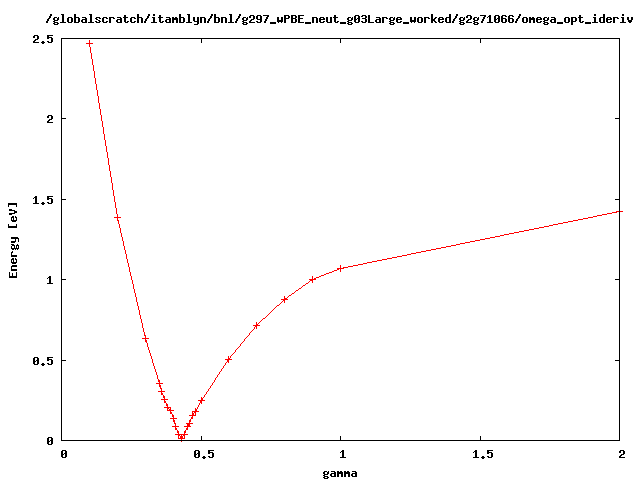 /globalscratch/itamblyn/bnl/g297_wPBE_neut_g03Large_worked/g2g71066/omega_opt_ideriv
2.5
2
1.5
1
0.5
0
Energy [eV]
0 0.5 1 1.5 2
gamma